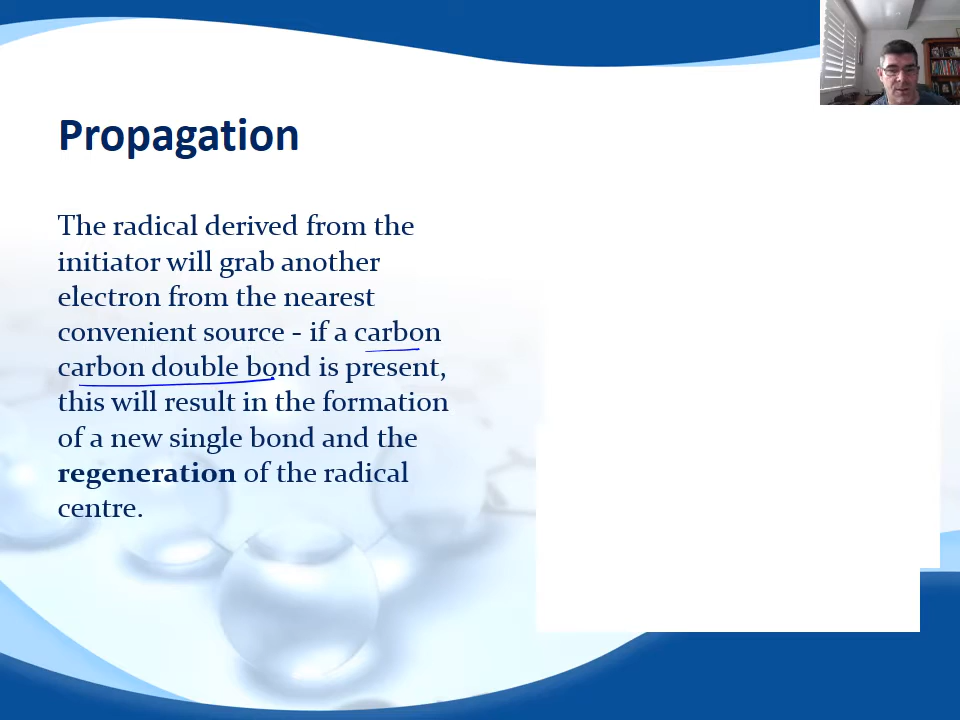 Propagation
The radical derived from the
initiator will grab another
electron from the nearest
convenient source - if a carbon
carbon double bond is present,
this will result in the formation
of a new single bond and the
regeneration of the radical
centre.